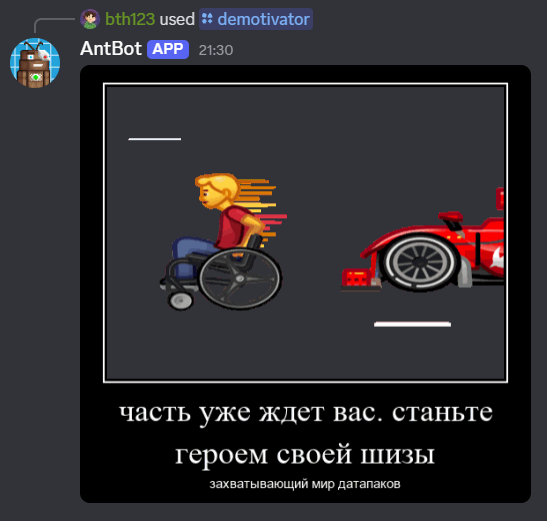 bth123 used demotivator
AntBot APP 21:30
часть уже ждет вас. станьте
героем своей шизы
захватывающий мир датапаков